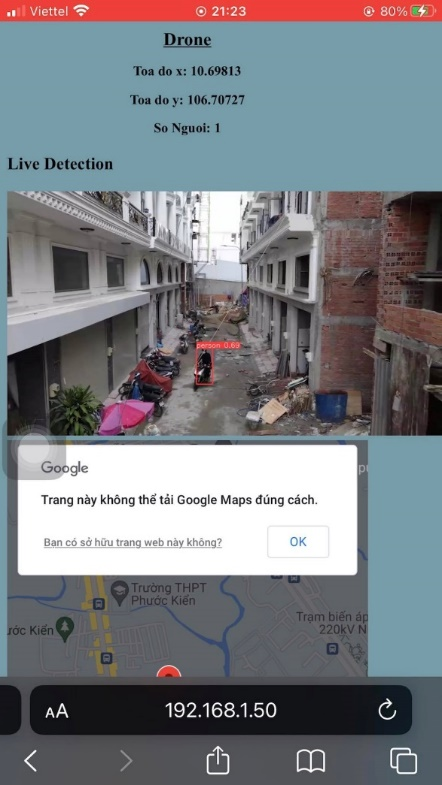 Viettel 21:23 80%
Drone
Toa do x: 10.69813
Toa do y: 106.70727
So Nguoi: 1
Live Detection
person 0.69
Google
Trang này không thể tải Google Maps đúng cách.
Bạn có sở hữu trang web này không? OK
Trường THPT
Phước Kiển
Trạm biến áp
220kV N
ước Kiển
AA 192.168.1.50